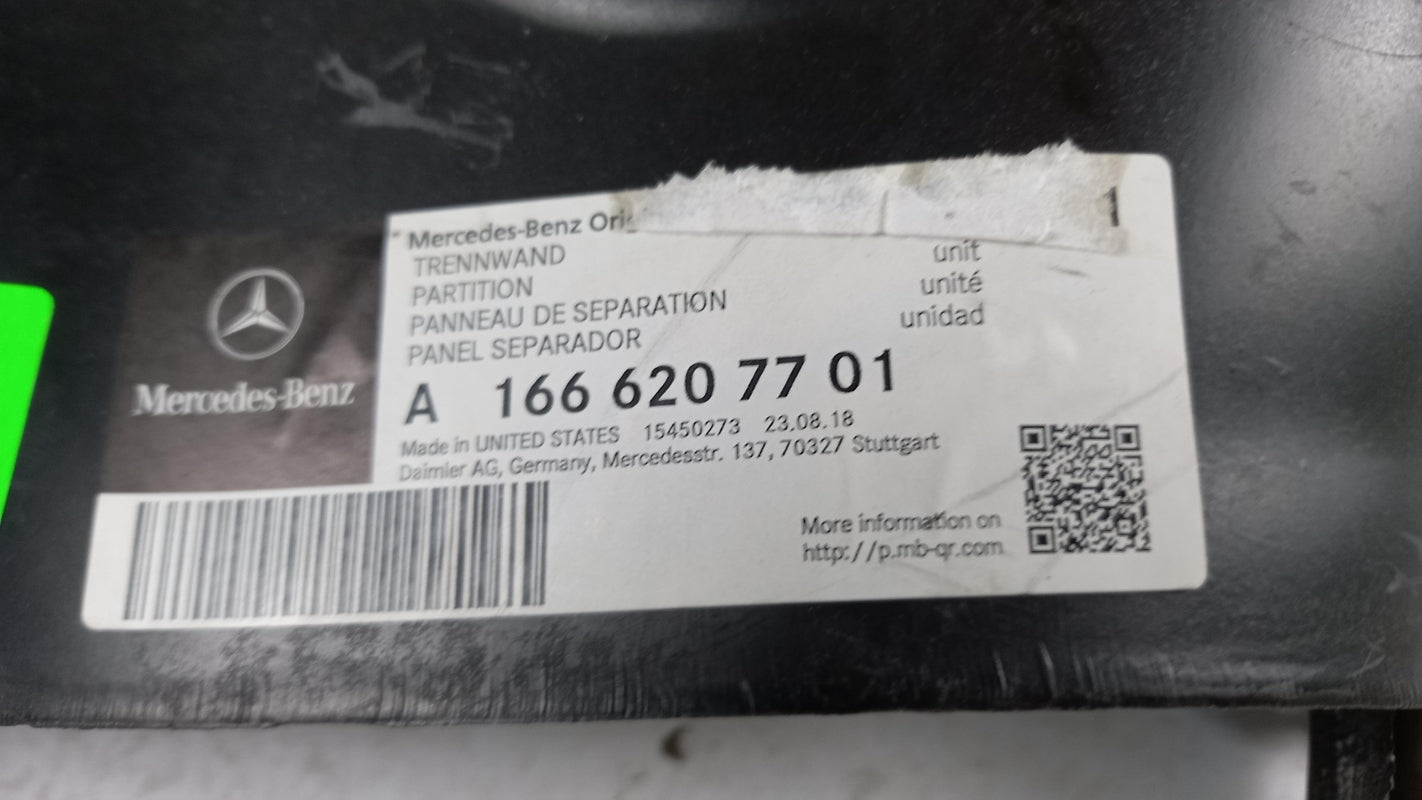 Mercedes-Benz
Mercedes-Benz
TRENNWAND
PARTITION
PANNEAU DE SEPARATION
PANEL SEPARADOR
1
unit
unité
unidad
A 166 620 77 01
Made in UNITED STATES 15450273 23.08.18
Daimler AG, Germany, Mercedesstr. 137, 70327 Stuttgart
More information on
http://p.mb-qr.com